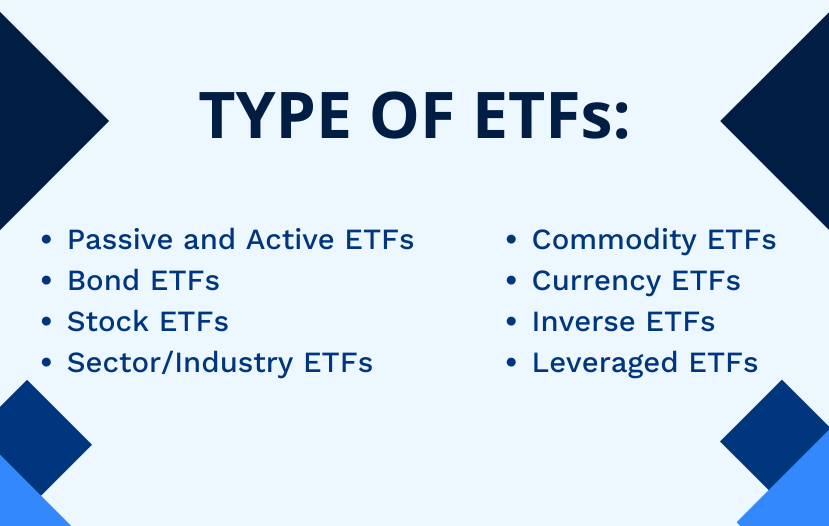 TYPE OF ETFs:
• Passive and Active ETFs
• Bond ETFs
• Stock ETFs
• Sector/Industry ETFs
• Commodity ETFs
• Currency ETFs
• Inverse ETFs
• Leveraged ETFs